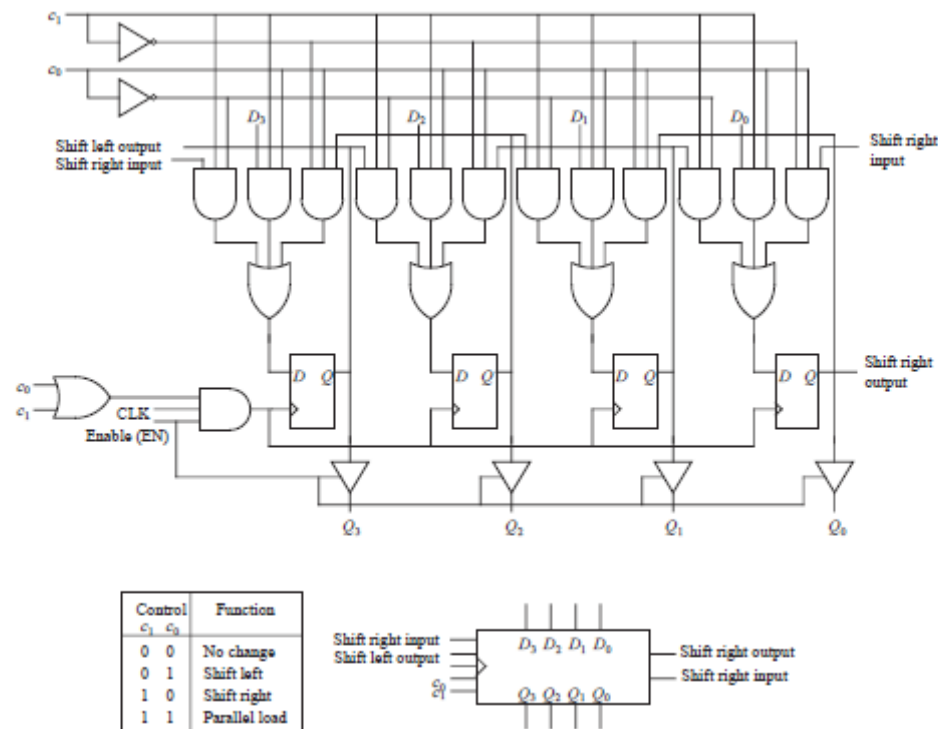 c₁
c₀
D₃ D₂ D₁ D₀
Shift left output
Shift right input
Shift right
input
D Q D Q D Q D Q
Shift right
output
c₀
c₁
CLK
Enable (EN)
Q₃ Q₂ Q₁ Q₀
Control Function
c₁ c₀
0 0 No change
0 1 Shift left
1 0 Shift right
1 1 Parallel load
Shift right input
Shift left output
c₀
c₁
D₃ D₂ D₁ D₀
Q₃ Q₂ Q₁ Q₀
Shift right output
Shift right input